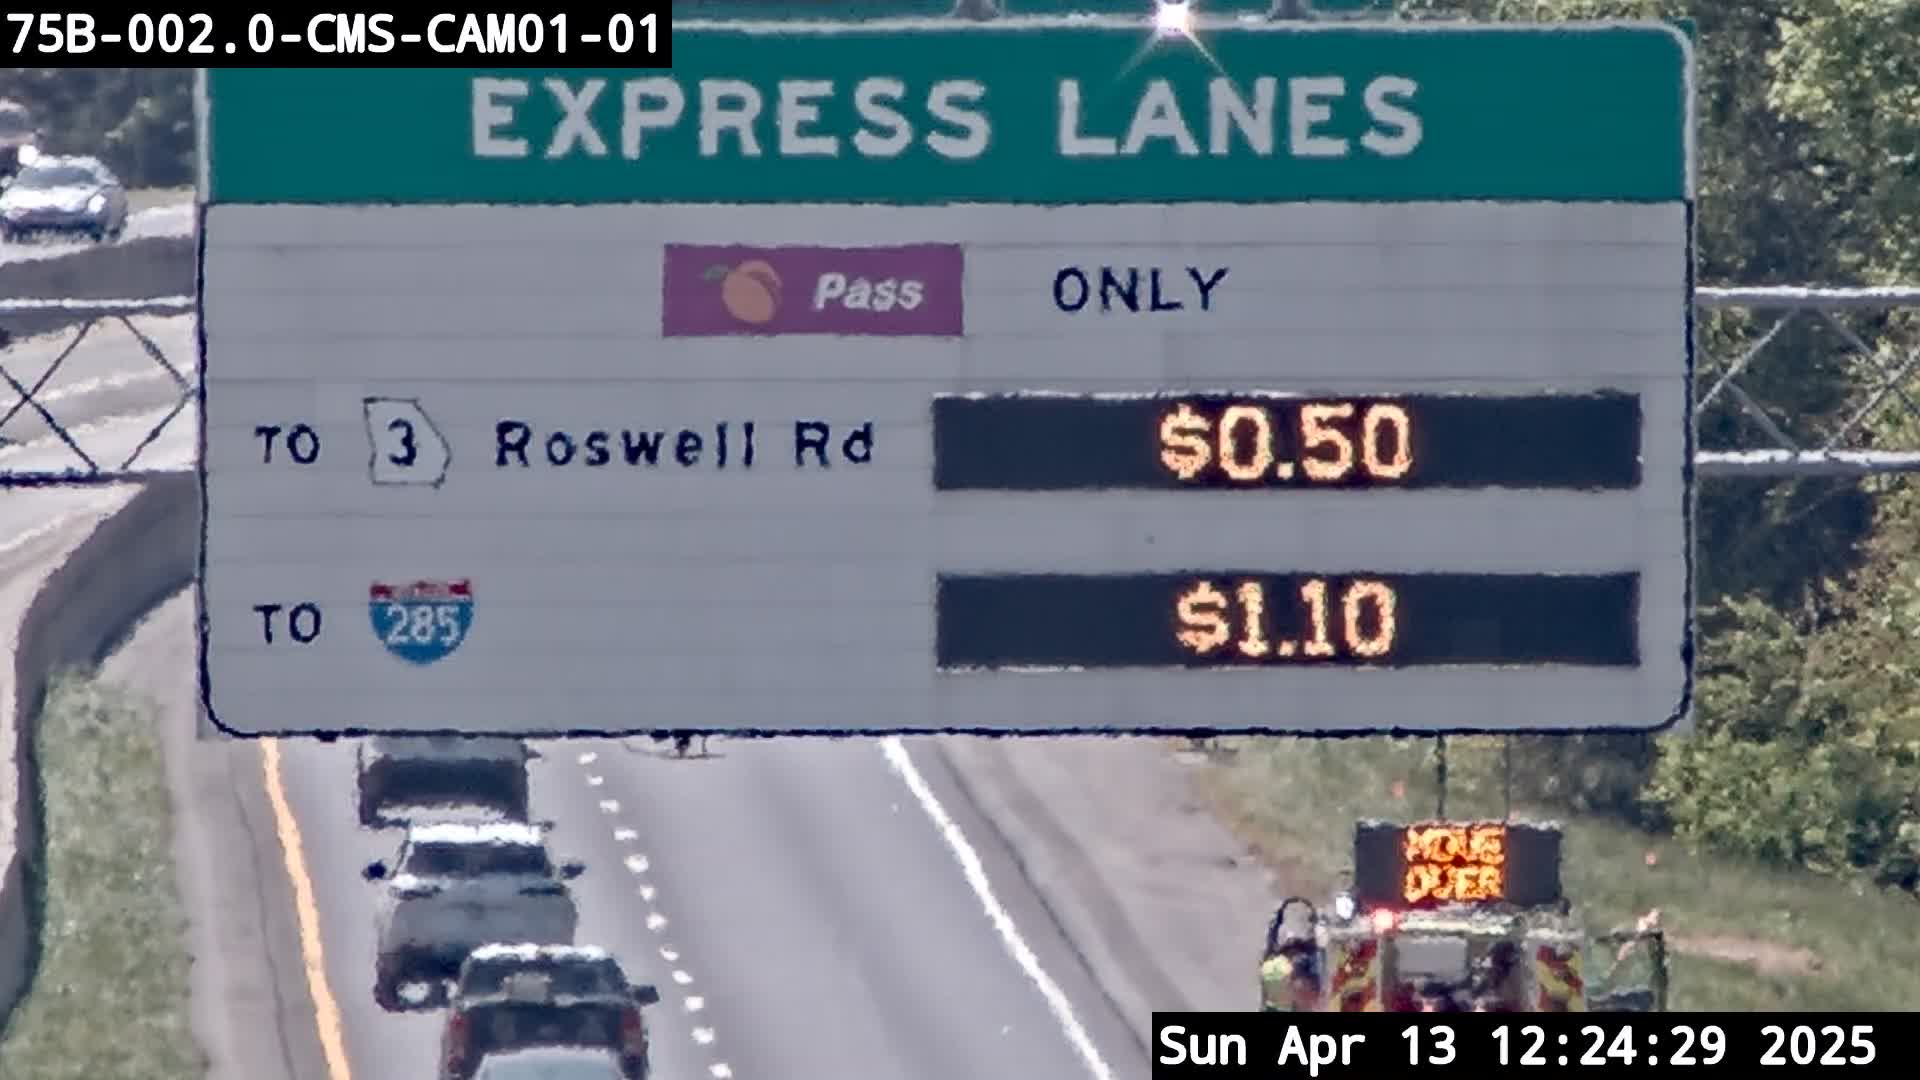 75B-002.0-CMS-CAM01-01
EXPRESS LANES
Pass ONLY
TO 3 Roswell Rd $0.50
TO 285 $1.10
MOVE
OVER
Sun Apr 13 12:24:29 2025